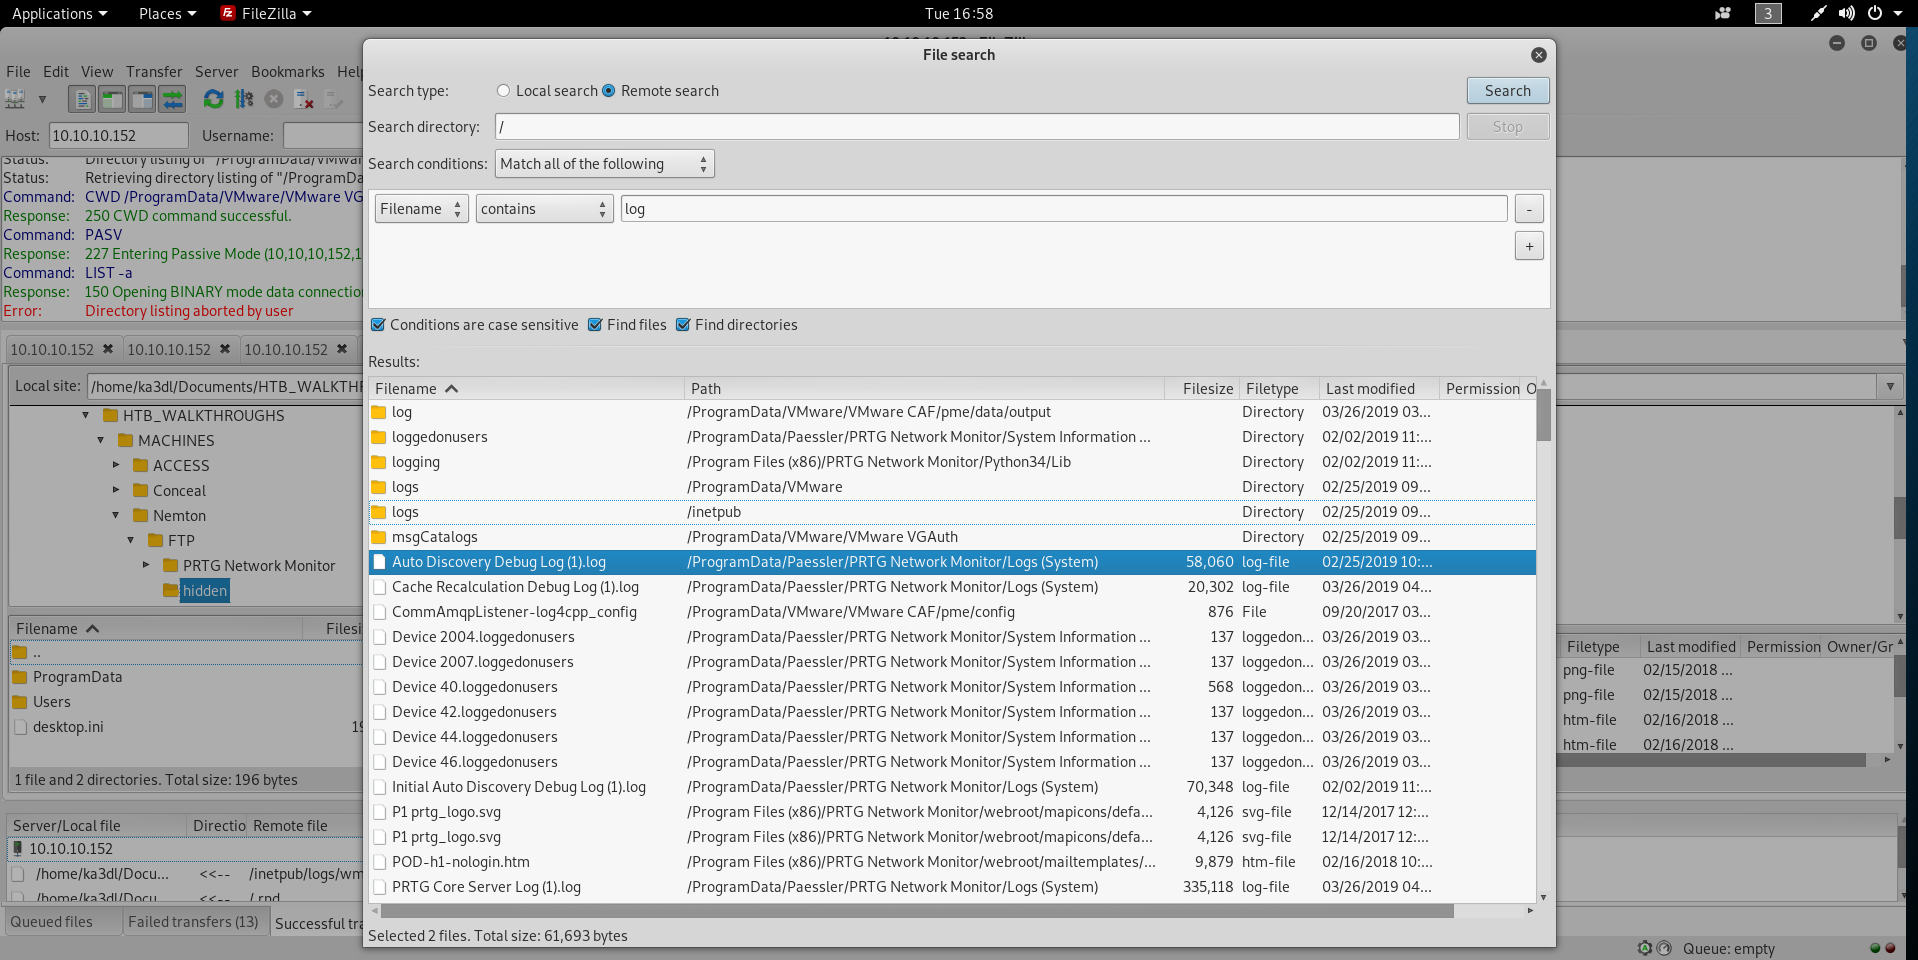 Applications Places FileZilla Tue 16:58 3
File search
File Edit View Transfer Server Bookmarks
Search type: Local search Remote search Search
Host: 10.10.10.152 Username: Search directory: / Stop
Search conditions: Match all of the following
Status: Directory listing of "/ProgramData/VMwar
Status: Retrieving directory listing of "/ProgramDa
Command: CWD /ProgramData/VMware/VMware VG
Response: 250 CWD command successful.
Command: PASV
Response: 227 Entering Passive Mode (10,10,10,152,1
Command: LIST -a
Response: 150 Opening BINARY mode data connection
Error: Directory listing aborted by user
Filename contains log -
+
Conditions are case sensitive Find files Find directories
10.10.10.152 10.10.10.152 10.10.10.152
Results:
Local site: /home/ka3dl/Documents/HTB_WALKTHR
HTB_WALKTHROUGHS
MACHINES
ACCESS
Conceal
Nemton
FTP
PRTG Network Monitor
hidden
Filename Filesi
..
ProgramData
Users
desktop.ini 19
1 file and 2 directories. Total size: 196 bytes
Filename Path Filesize Filetype Last modified Permission O
log /ProgramData/VMware/VMware CAF/pme/data/output Directory 03/26/2019 03...
loggedonusers /ProgramData/Paessler/PRTG Network Monitor/System Information ... Directory 02/02/2019 11:...
logging /Program Files (x86)/PRTG Network Monitor/Python34/Lib Directory 02/02/2019 11:...
logs /ProgramData/VMware Directory 02/25/2019 09...
logs /inetpub Directory 02/25/2019 09...
msgCatalogs /ProgramData/VMware/VMware VGAuth Directory 02/25/2019 09...
Auto Discovery Debug Log (1).log /ProgramData/Paessler/PRTG Network Monitor/Logs (System) 58,060 log-file 02/25/2019 10:...
Cache Recalculation Debug Log (1).log /ProgramData/Paessler/PRTG Network Monitor/Logs (System) 20,302 log-file 03/26/2019 04...
CommAmqpListener-log4cpp_config /ProgramData/VMware/VMware CAF/pme/config 876 File 09/20/2017 03...
Device 2004.loggedonusers /ProgramData/Paessler/PRTG Network Monitor/System Information ... 137 loggedon... 03/26/2019 03...
Device 2007.loggedonusers /ProgramData/Paessler/PRTG Network Monitor/System Information ... 137 loggedon... 03/26/2019 03...
Device 40.loggedonusers /ProgramData/Paessler/PRTG Network Monitor/System Information ... 568 loggedon... 03/26/2019 03...
Device 42.loggedonusers /ProgramData/Paessler/PRTG Network Monitor/System Information ... 137 loggedon... 03/26/2019 03...
Device 44.loggedonusers /ProgramData/Paessler/PRTG Network Monitor/System Information ... 137 loggedon... 03/26/2019 03...
Device 46.loggedonusers /ProgramData/Paessler/PRTG Network Monitor/System Information ... 137 loggedon... 03/26/2019 03...
Initial Auto Discovery Debug Log (1).log /ProgramData/Paessler/PRTG Network Monitor/Logs (System) 70,348 log-file 02/02/2019 11:...
P1 prtg_logo.svg /Program Files (x86)/PRTG Network Monitor/webroot/mapicons/defa... 4,126 svg-file 12/14/2017 12:...
P1 prtg_logo.svg /Program Files (x86)/PRTG Network Monitor/webroot/mapicons/defa... 4,126 svg-file 12/14/2017 12:...
POD-h1-nologin.htm /Program Files (x86)/PRTG Network Monitor/webroot/mailtemplates/... 9,879 htm-file 02/16/2018 10:...
PRTG Core Server Log (1).log /ProgramData/Paessler/PRTG Network Monitor/Logs (System) 335,118 log-file 03/26/2019 04...
Selected 2 files. Total size: 61,693 bytes
Filetype Last modified Permission Owner/Gr
png-file 02/15/2018 ...
png-file 02/15/2018 ...
htm-file 02/16/2018 ...
htm-file 02/16/2018 ...
Server/Local file Directio Remote file
10.10.10.152
/home/ka3dl/Docu... <<-- /inetpub/logs/wm
/home/ka3dl/Docu... <<-- /.rnd
Queued files Failed transfers (13) Successful tra
Queue: empty